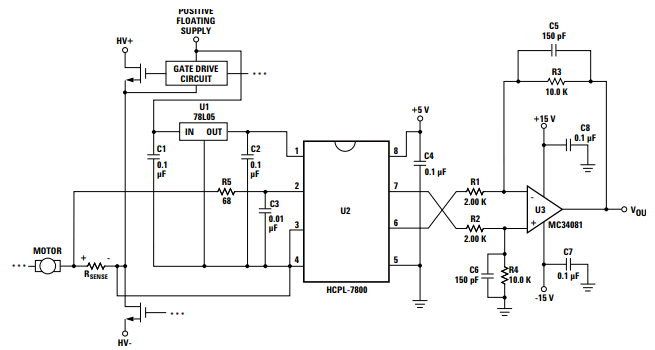 POSITIVE
FLOATING
SUPPLY
HV+
GATE DRIVE
CIRCUIT
U1
78L05
IN OUT
C1
0.1
µF
C2
0.1
µF
R5
68
C3
0.01
µF
MOTOR
+ -
RSENSE
HV-
1
2
3
4
U2
8
7
6
5
HCPL-7800
+5 V
C4
0.1 µF
R1
2.00 K
R2
2.00 K
C5
150 pF
R3
10.0 K
+15 V
C8
0.1 µF
-
+
U3
MC34081
VOU
C6
150 pF
R4
10.0 K
C7
0.1 µF
-15 V